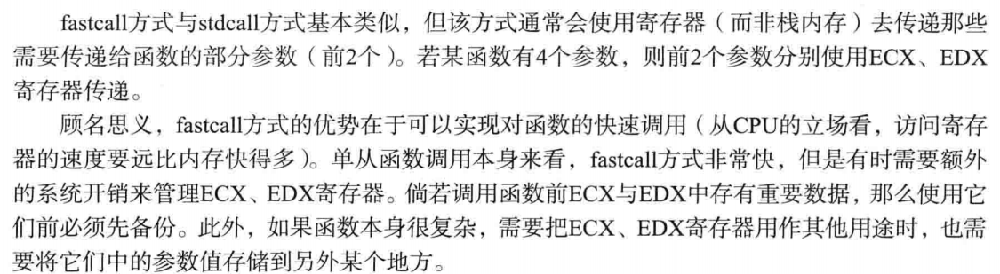 fastcall方式与stdcall方式基本类似，但该方式通常会使用寄存器（而非栈内存）去传递那些
需要传递给函数的部分参数（前2个）。若某函数有4个参数，则前2个参数分别使用ECX、EDX
寄存器传递。
顾名思义，fastcall方式的优势在于可以实现对函数的快速调用（从CPU的立场看，访问寄存
器的速度要远比内存快得多）。单从函数调用本身来看，fastcall方式非常快，但是有时需要额外
的系统开销来管理ECX、EDX寄存器。倘若调用函数前ECX与EDX中存有重要数据，那么使用它
们前必须先备份。此外，如果函数本身很复杂，需要把ECX、EDX寄存器用作其他用途时，也需
要将它们中的参数值存储到另外某个地方。